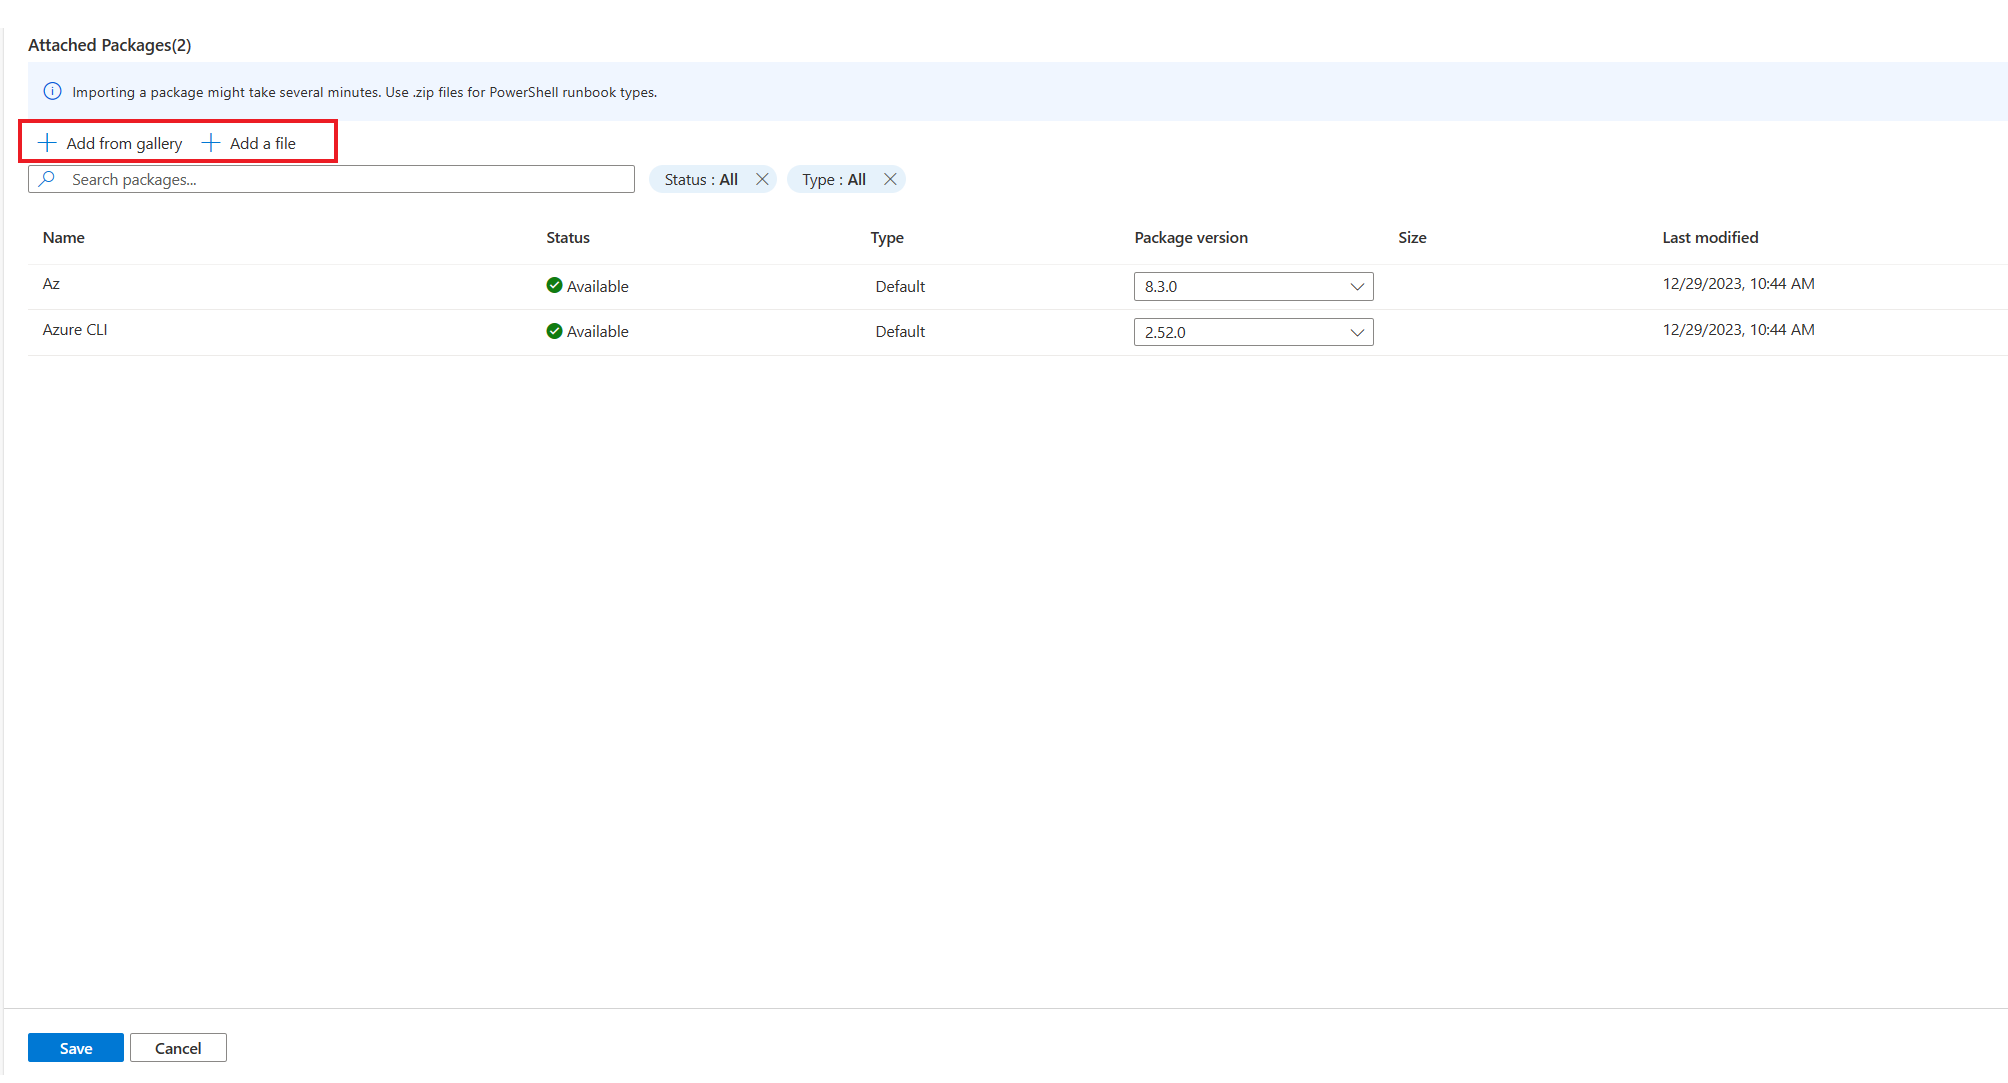 Attached Packages(2)
Importing a package might take several minutes. Use .zip files for PowerShell runbook types.
Add from gallery Add a file
Search packages... Status : All Type : All
Name Status Type Package version Size Last modified
Az Available Default 8.3.0 12/29/2023, 10:44 AM
Azure CLI Available Default 2.52.0 12/29/2023, 10:44 AM
Save Cancel